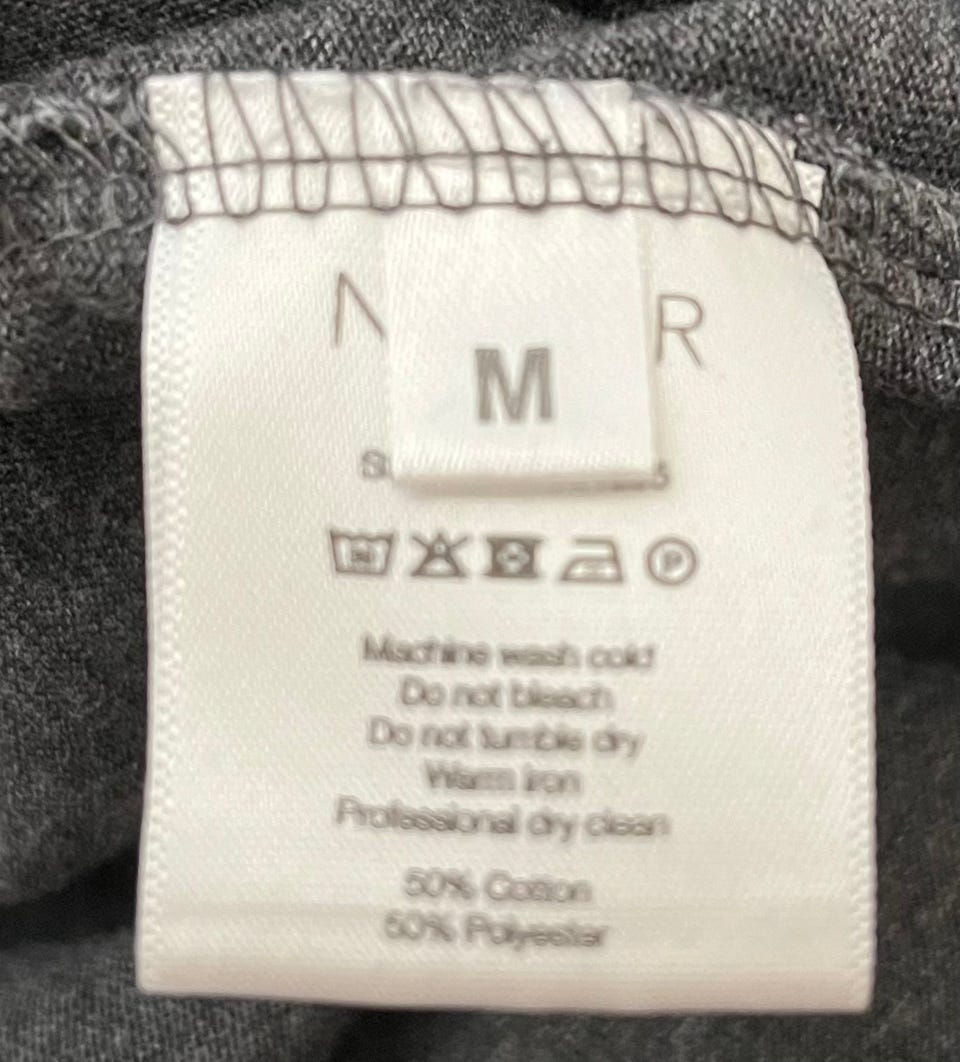 M
Machine wash cold
Do not bleach
Do not tumble dry
Warm iron
Professional dry clean
50% Cotton
50% Polyester